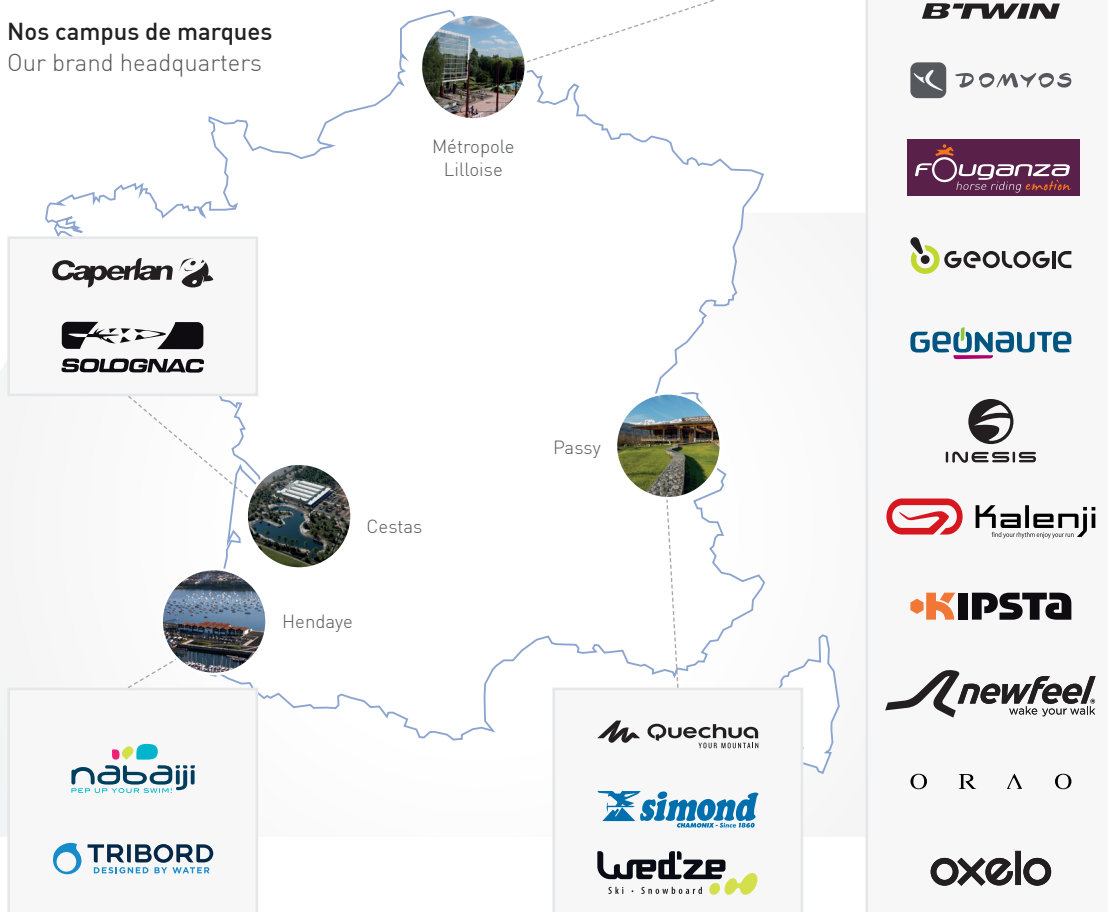 Nos campus de marques
Our brand headquarters
Métropole
Lilloise
Caperlan
SOLOGNAC
Cestas
Hendaye
Passy
nabaiji
PEP UP YOUR SWIM!
TRIBORD
DESIGNED BY WATER
Quechua
YOUR MOUNTAIN
simond
CHAMONIX - Since 1860
wed'ze
Ski - Snowboard
B'TWIN
DOMYOS
FOuganza
horse riding emotion
GEOLOGIC
GEONAUTE
INESIS
Kalenji
find your rhythm enjoy your run
KIPSTA
newfeel®
wake your walk
ORΛO
oxelo